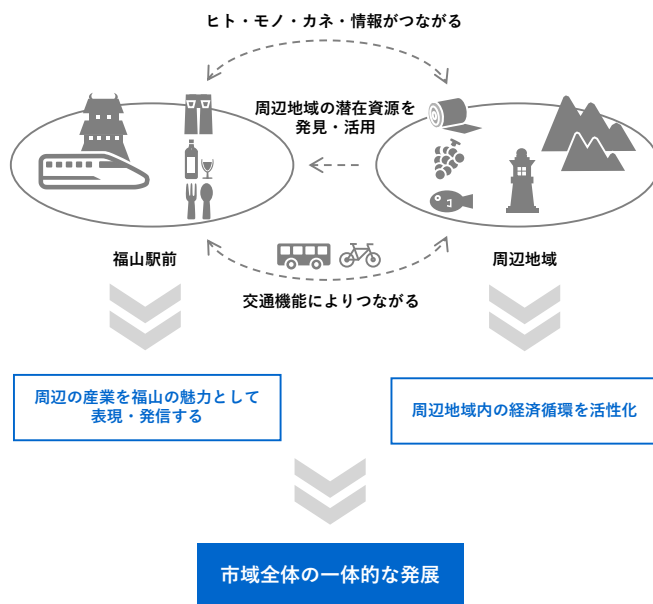 ヒト・モノ・カネ・情報がつながる
周辺地域の潜在資源を
発見・活用
福山駅前
周辺地域
交通機能によりつながる
周辺の産業を福山の魅力として
表現・発信する
周辺地域内の経済循環を活性化
市域全体の一体的な発展